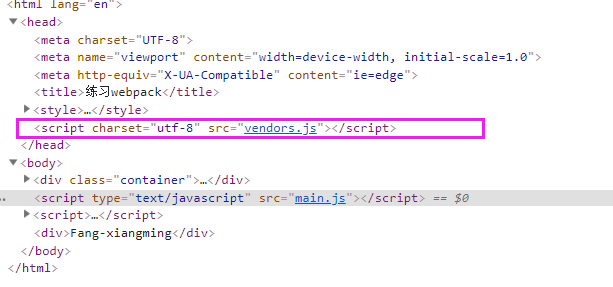 <html lang="en">
▼<head>
<meta charset="UTF-8">
<meta name="viewport" content="width=device-width, initial-scale=1.0">
<meta http-equiv="X-UA-Compatible" content="ie=edge">
<title>练习webpack</title>
▶<style>…</style>
<script charset="utf-8" src="vendors.js"></script>
</head>
▼<body>
▶<div class="container">…</div>
<script type="text/javascript" src="main.js"></script> == $0
▶<script>…</script>
<div>Fang-xiangming</div>
</body>
</html>